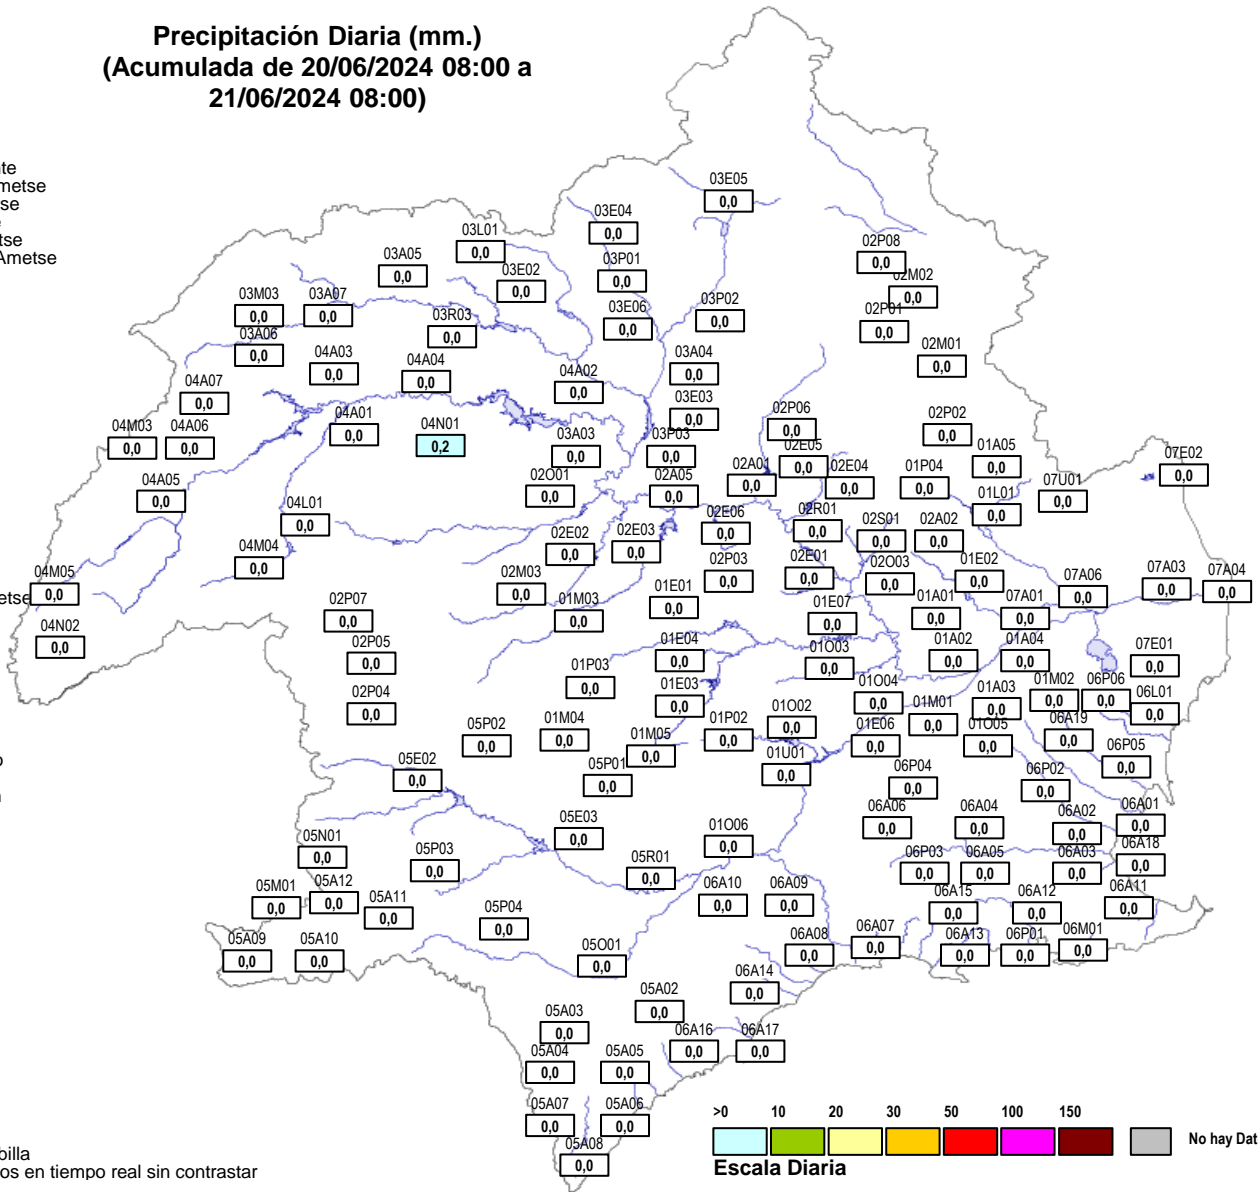 Precipitación Diaria (mm.)
(Acumulada de 20/06/2024 08:00 a
21/06/2024 08:00)
03E05
0,0
03E04
0,0
03L01
0,0
03A05
0,0
03E02
0,0
03P01
0,0
02P08
0,0
02M02
0,0
03M03
0,0
03A07
0,0
03R03
0,0
03E06
0,0
03P02
0,0
02P01
0,0
03A06
0,0
04A03
0,0
04A04
0,0
04A02
0,0
03A04
0,0
02M01
0,0
04A07
0,0
03E03
0,0
04M03
0,0
04A06
0,0
04A01
0,0
04N01
0,2
03A03
0,0
03P03
0,0
02P06
0,0
02E05
0,0
02P02
0,0
01A05
0,0
07E02
0,0
04A05
0,0
02O01
0,0
02A05
0,0
02A01
0,0
02E04
0,0
01P04
0,0
01L01
0,0
07U01
0,0
04L01
0,0
02E02
0,0
02E03
0,0
02E06
0,0
02R01
0,0
02S01
0,0
02A02
0,0
04M04
0,0
04M05
0,0
02M03
0,0
01M03
0,0
01E01
0,0
02P03
0,0
02E01
0,0
02O03
0,0
01E02
0,0
07A06
0,0
07A03
0,0
07A04
0,0
04N02
0,0
02P07
0,0
01E07
0,0
01A01
0,0
07A01
0,0
02P05
0,0
01E04
0,0
01O03
0,0
01A02
0,0
01A04
0,0
07E01
0,0
02P04
0,0
01P03
0,0
01E03
0,0
01O04
0,0
01M01
0,0
01A03
0,0
01M02
0,0
06P06
0,0
06L01
0,0
05P02
0,0
01M04
0,0
01M05
0,0
01P02
0,0
01O02
0,0
01E06
0,0
01O05
0,0
06A19
0,0
06P05
0,0
05E02
0,0
05P01
0,0
01U01
0,0
06P04
0,0
06P02
0,0
05E03
0,0
01O06
0,0
06A06
0,0
06A04
0,0
06A02
0,0
06A01
0,0
05N01
0,0
05P03
0,0
05R01
0,0
06P03
0,0
06A05
0,0
06A03
0,0
06A18
0,0
05M01
0,0
05A12
0,0
05A11
0,0
06A10
0,0
06A09
0,0
06A15
0,0
06A12
0,0
06A11
0,0
05A09
0,0
05A10
0,0
05P04
0,0
05O01
0,0
06A08
0,0
06A07
0,0
06A13
0,0
06P01
0,0
06M01
0,0
05A02
0,0
06A14
0,0
05A03
0,0
06A16
0,0
06A17
0,0
05A04
0,0
05A05
0,0
05A07
0,0
05A06
0,0
05A08
0,0
>0 10 20 30 50 100 150
No hay Dat
Escala Diaria
os en tiempo real sin contrastar